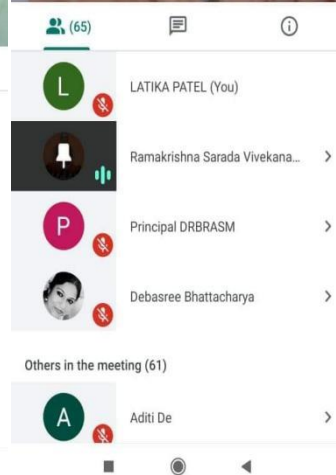 (65)
L
LATIKA PATEL (You)
Ramakrishna Sarada Vivekana...
P
Principal DRBRASM
Debasree Bhattacharya
Others in the meeting (61)
A
Aditi De